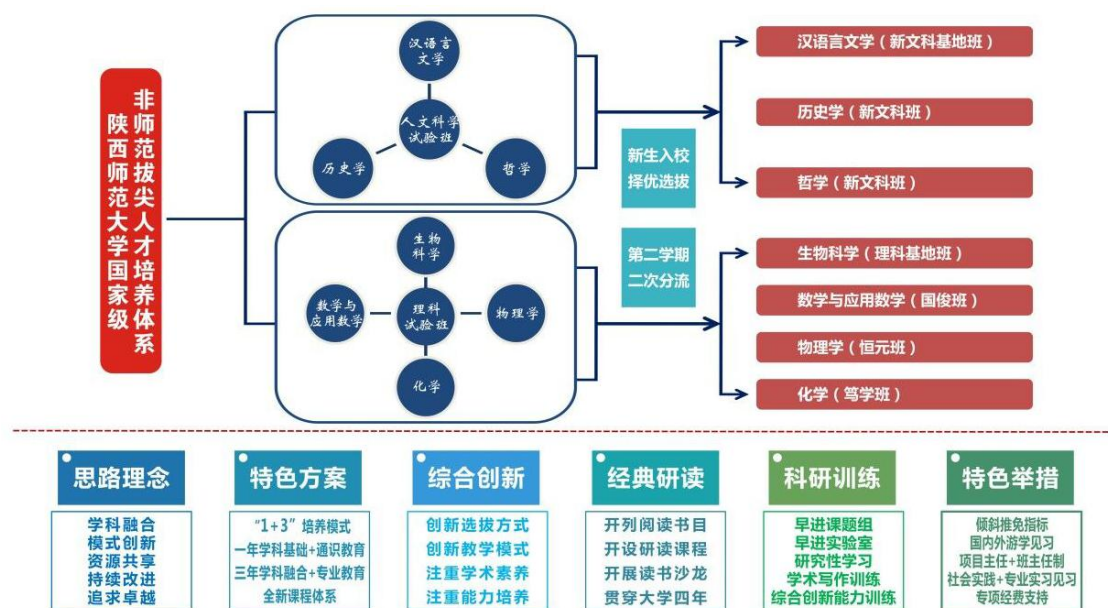 陕西师范大学国家级
非师范拔尖人才培养体系
汉语言
文学
人文科学
试验班
历史学
哲学
生物
科学
数学与
应用数学
理科
试验班
物理学
化学
新生入校
择优选拔
第二学期
二次分流
汉语言文学（新文科基地班）
历史学（新文科班）
哲学（新文科班）
生物科学（理科基地班）
数学与应用数学（国俊班）
物理学（恒元班）
化学（笃学班）
思路理念
学科融合
模式创新
资源共享
持续改进
追求卓越
特色方案
“1+3”培养模式
一年学科基础+通识教育
三年学科融合+专业教育
全新课程体系
综合创新
创新选拔方式
创新教学模式
注重学术素养
注重能力培养
经典研读
开列阅读书目
开设研读课程
开展读书沙龙
贯穿大学四年
科研训练
早进课题组
早进实验室
研究性学习
学术写作训练
综合创新能力训练
特色举措
倾斜推免指标
国内外游学见习
项目主任+班主任制
社会实践+专业实习见习
专项经费支持